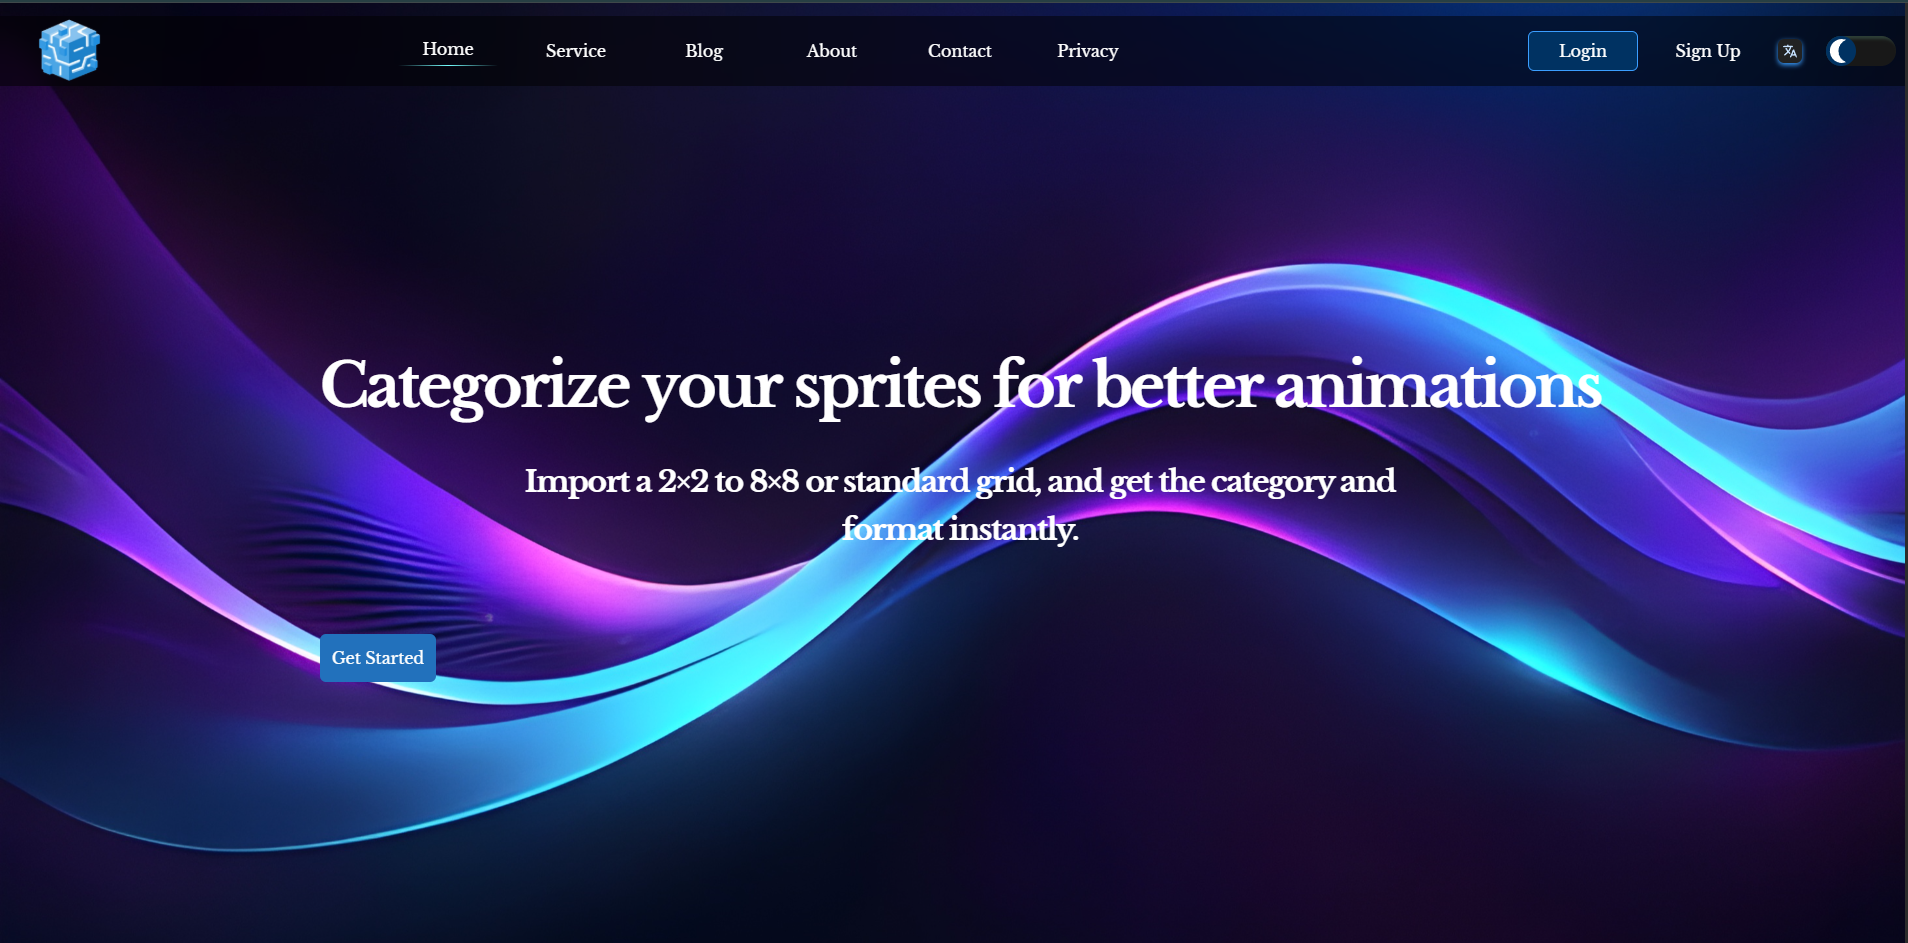 Home
Service
Blog
About
Contact
Privacy
Login
Sign Up
Categorize your sprites for better animations
Import a 2×2 to 8×8 or standard grid, and get the category and
format instantly.
Get Started